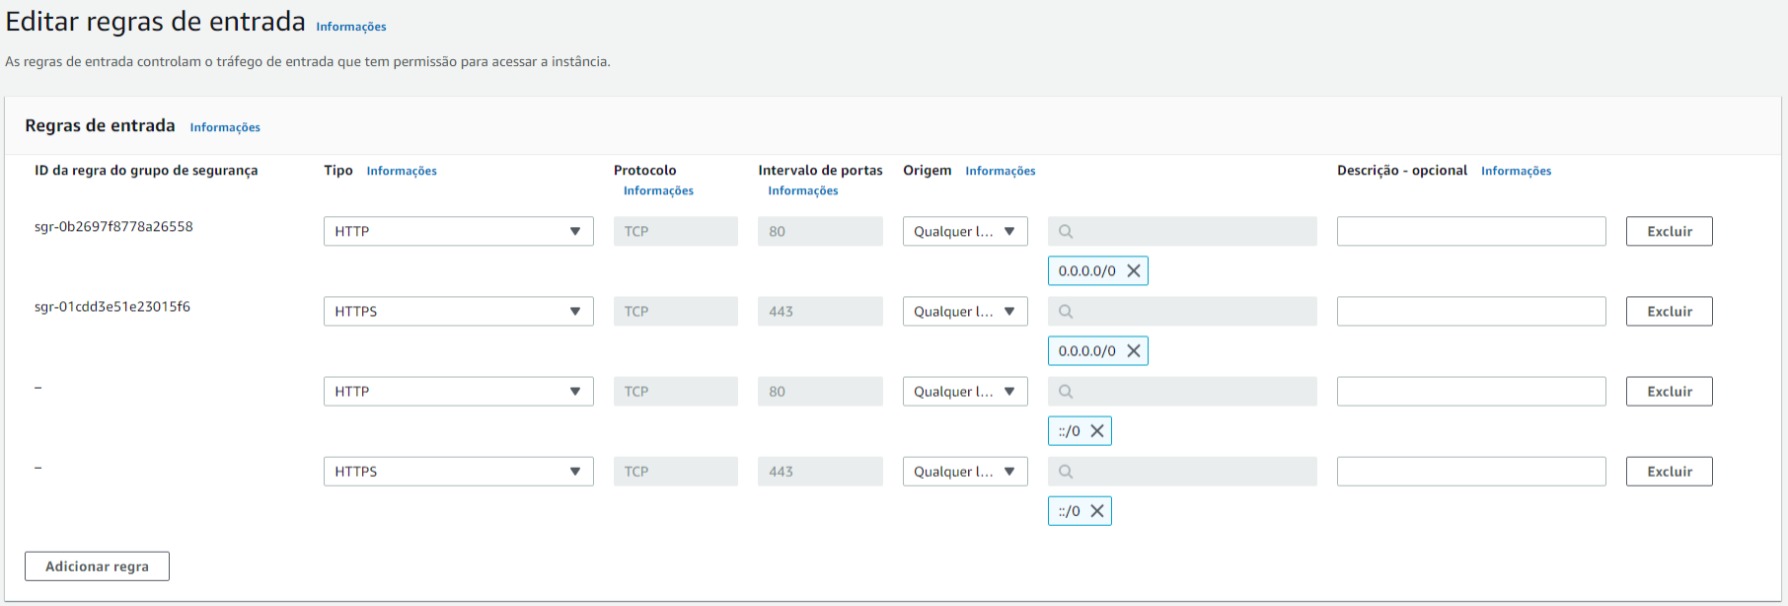 Editar regras de entrada Informações
As regras de entrada controlam o tráfego de entrada que tem permissão para acessar a instância.
Regras de entrada Informações
ID da regra do grupo de segurança Tipo Informações Protocolo Informações Intervalo de portas Informações Origem Informações Descrição - opcional Informações
sgr-0b2697f8778a26558 HTTP TCP 80 Qualquer l... Excluir
0.0.0.0/0
sgr-01cdd3e51e23015f6 HTTPS TCP 443 Qualquer l... Excluir
0.0.0.0/0
– HTTP TCP 80 Qualquer l... Excluir
::/0
– HTTPS TCP 443 Qualquer l... Excluir
::/0
Adicionar regra